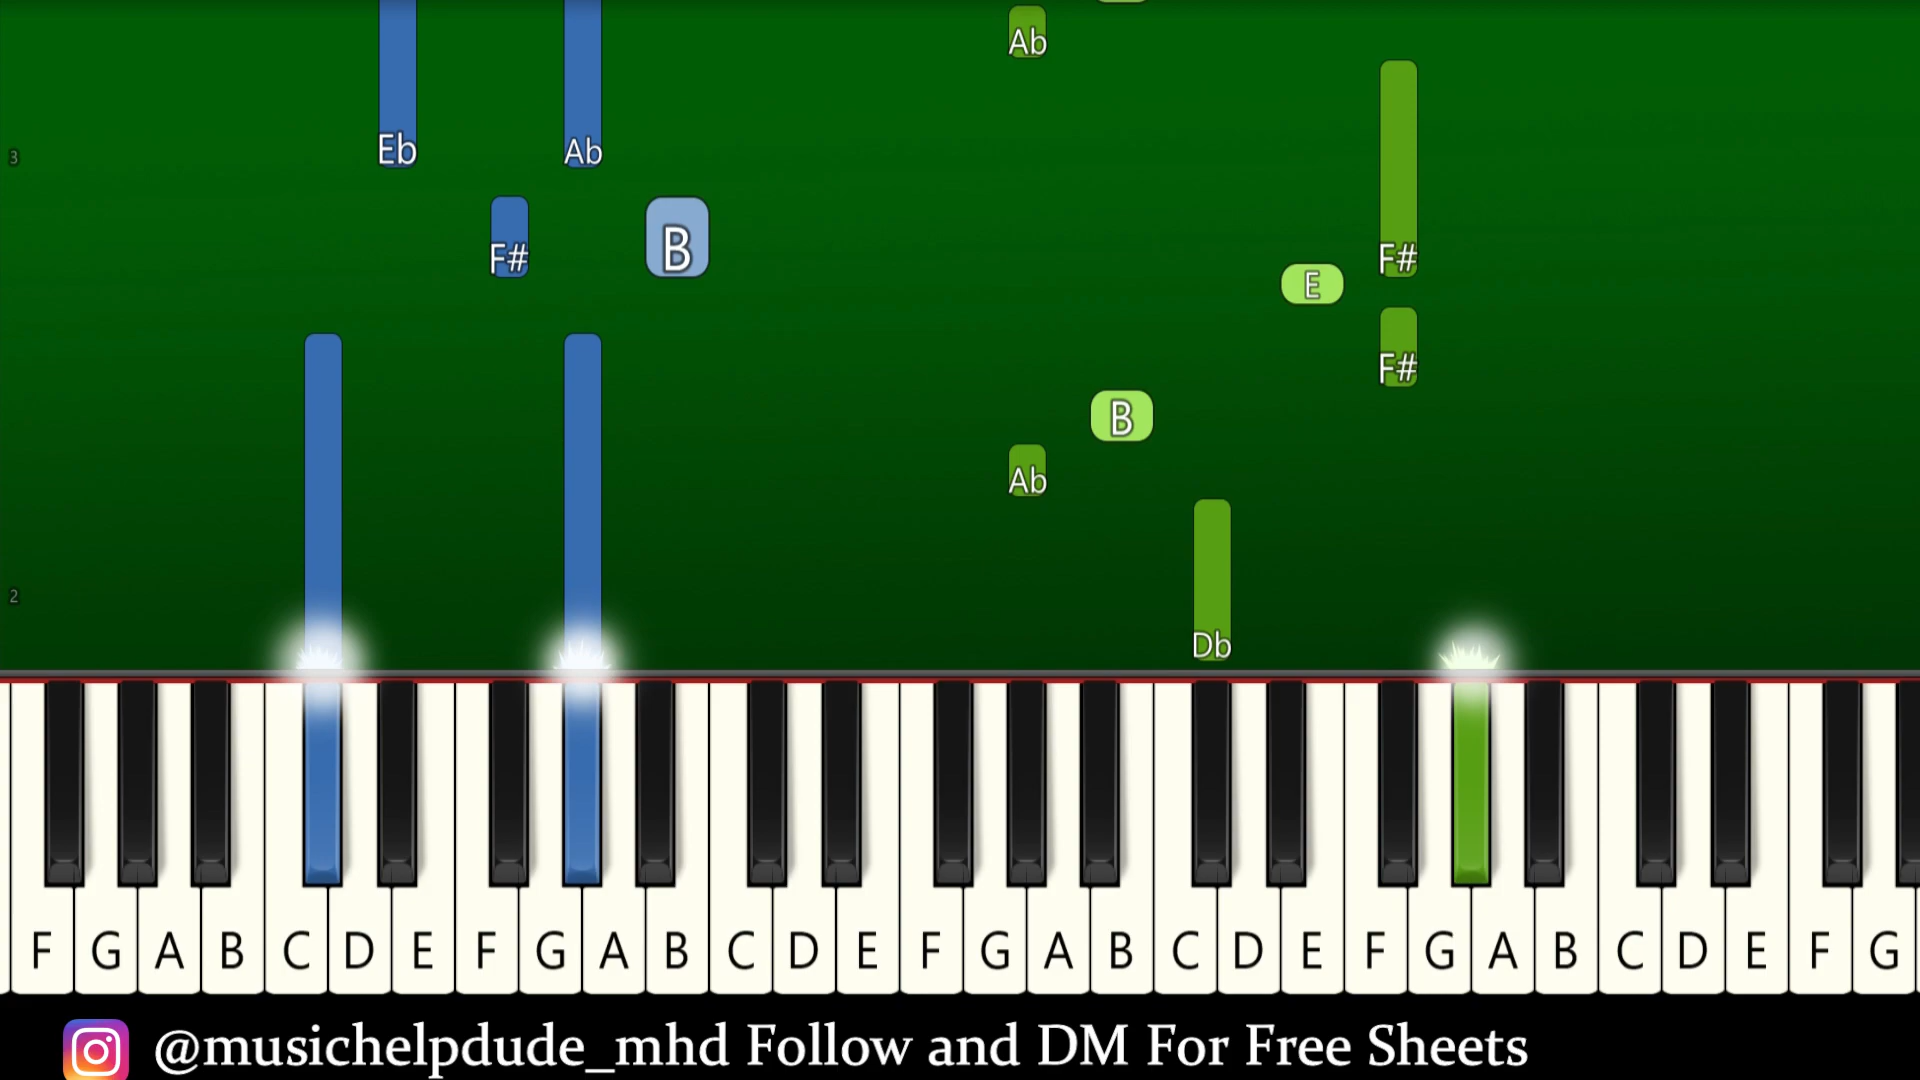 Ab
Eb Ab
3
F# B F#
E
F#
B
Ab
2
Db
F G A B C D E F G A B C D E F G A B C D E F G A B C D E F G
@musichelpdude_mhd Follow and DM For Free Sheets